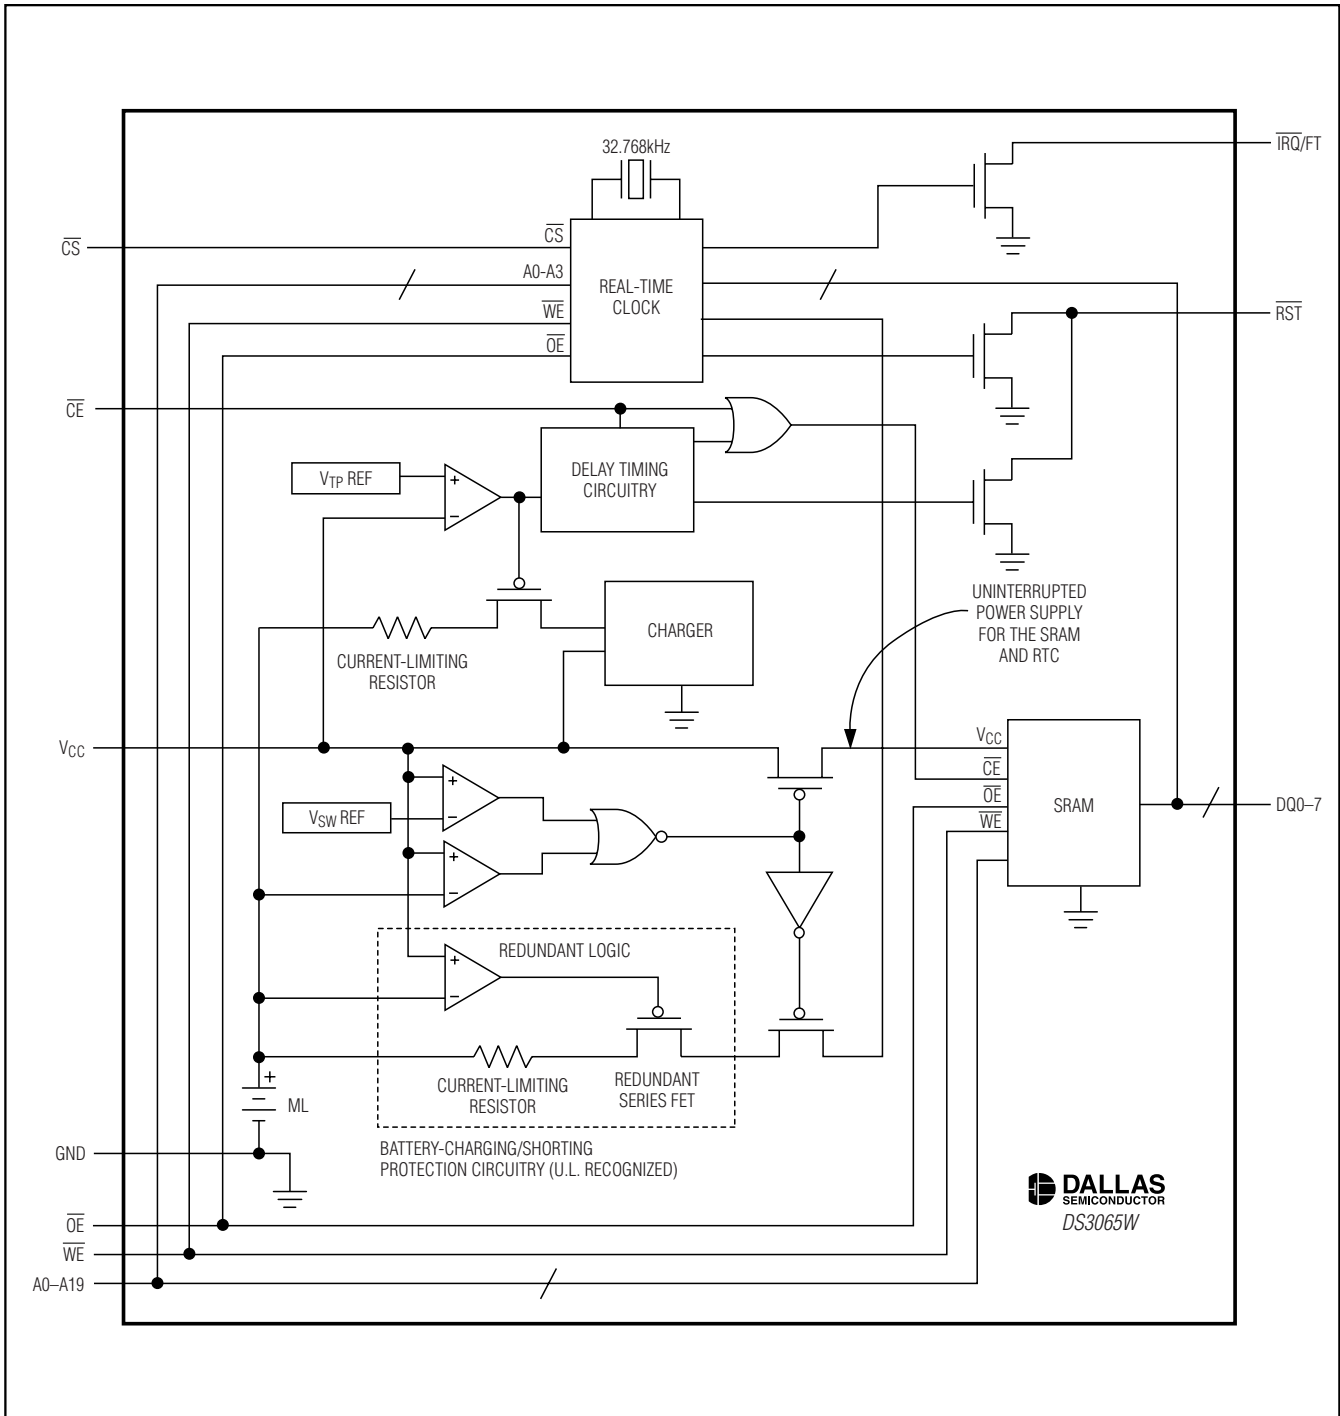 32.768kHz
IRQ/FT
CS
CS
A0-A3
WE
OE
REAL-TIME
CLOCK
RST
CE
VTP REF
+
−
DELAY TIMING
CIRCUITRY
CHARGER
CURRENT-LIMITING
RESISTOR
UNINTERRUPTED
POWER SUPPLY
FOR THE SRAM
AND RTC
VCC
VCC
CE
OE
WE
SRAM
DQ0–7
+
−
VSW REF
+
−
REDUNDANT LOGIC
+
−
CURRENT-LIMITING
RESISTOR
REDUNDANT
SERIES FET
+
ML
BATTERY-CHARGING/SHORTING
PROTECTION CIRCUITRY (U.L. RECOGNIZED)
GND
DALLAS
SEMICONDUCTOR
DS3065W
OE
WE
A0–A19